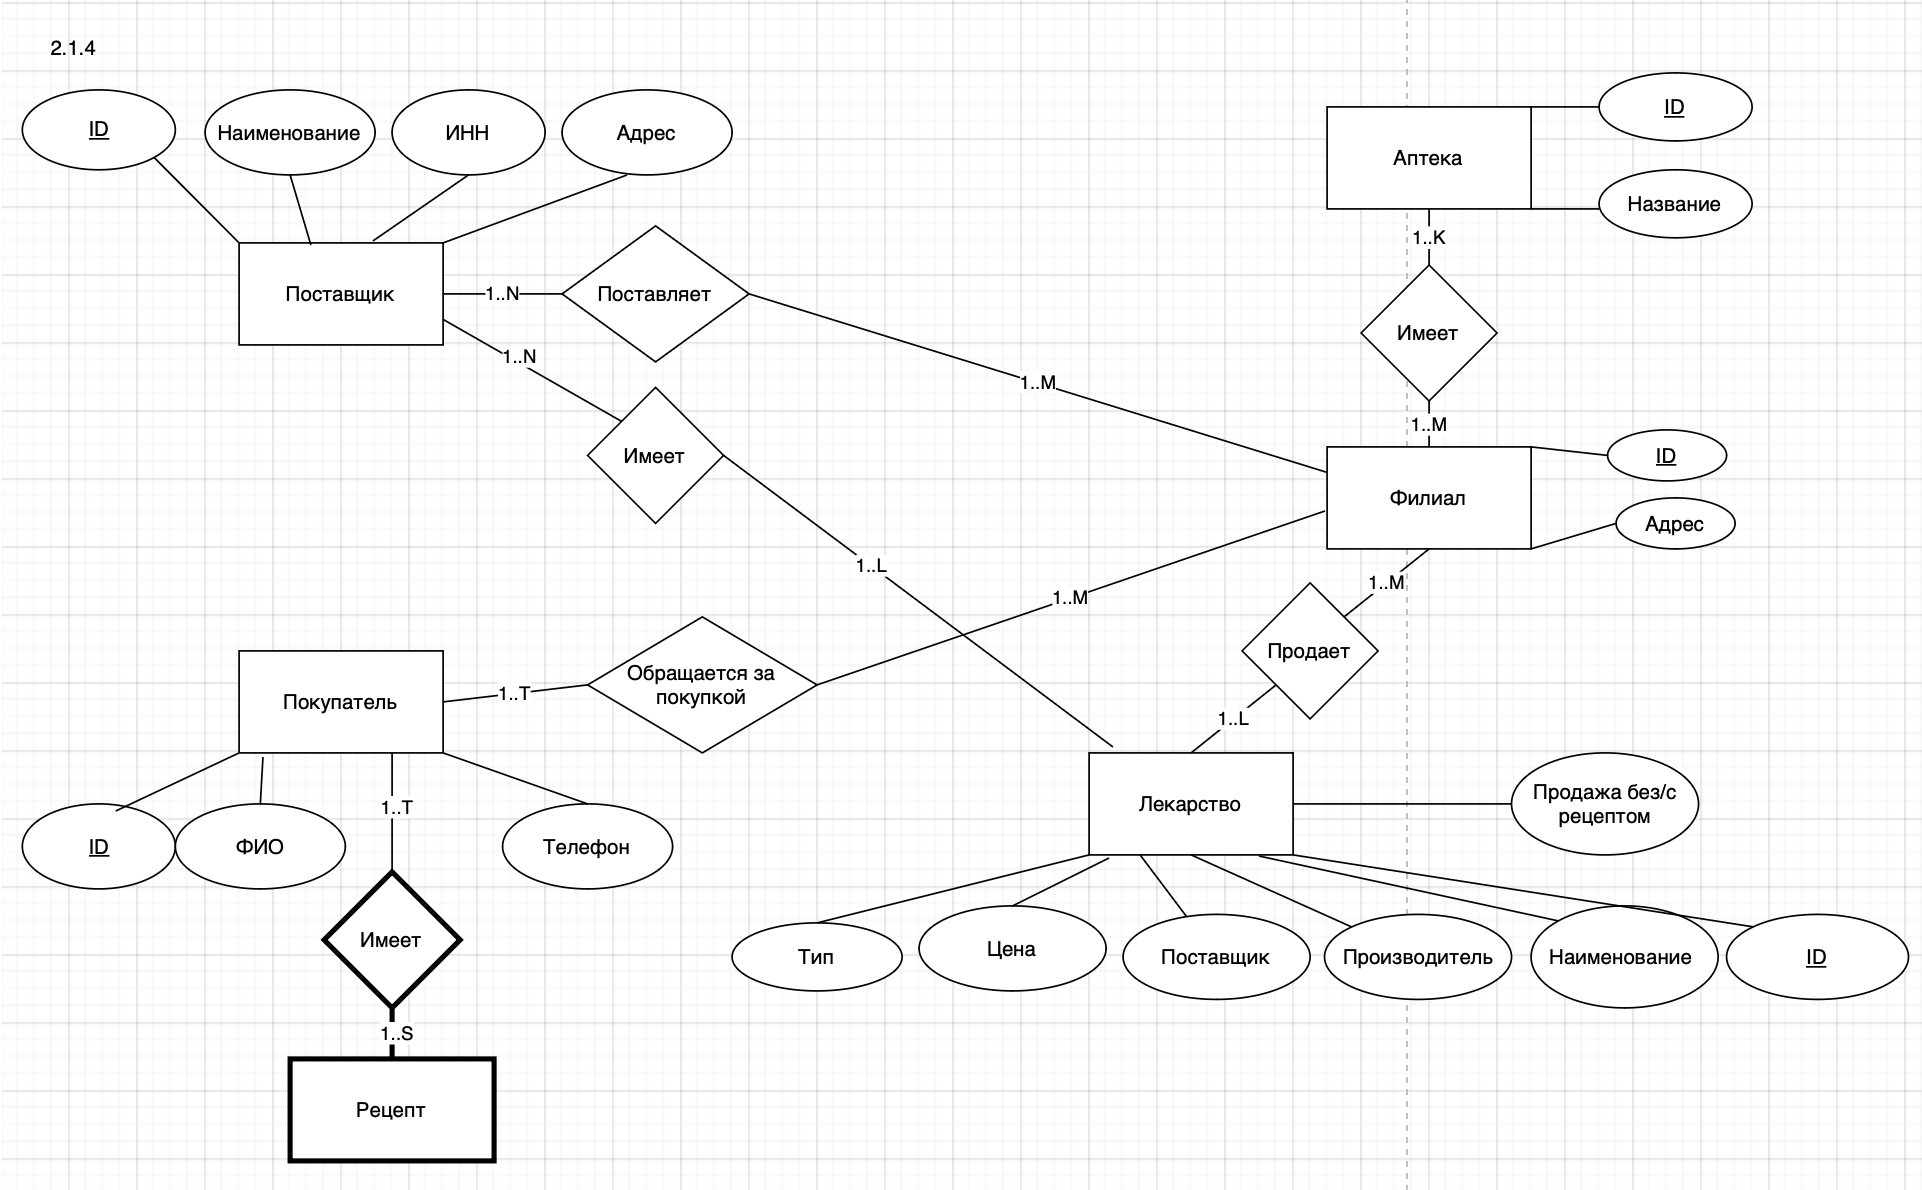 2.1.4
ID
Наименование
ИНН
Адрес
ID
Аптека
Название
1..K
Поставщик
1..N
Поставляет
Имеет
1..N
1..M
1..M
Имеет
ID
Филиал
Адрес
1..L
1..M
1..M
Продает
Обращается за
покупкой
1..T
Покупатель
1..L
Лекарство
Продажа без/с
рецептом
1..T
ID
ФИО
Телефон
Имеет
Тип
Цена
Поставщик
Производитель
Наименование
ID
1..S
Рецепт